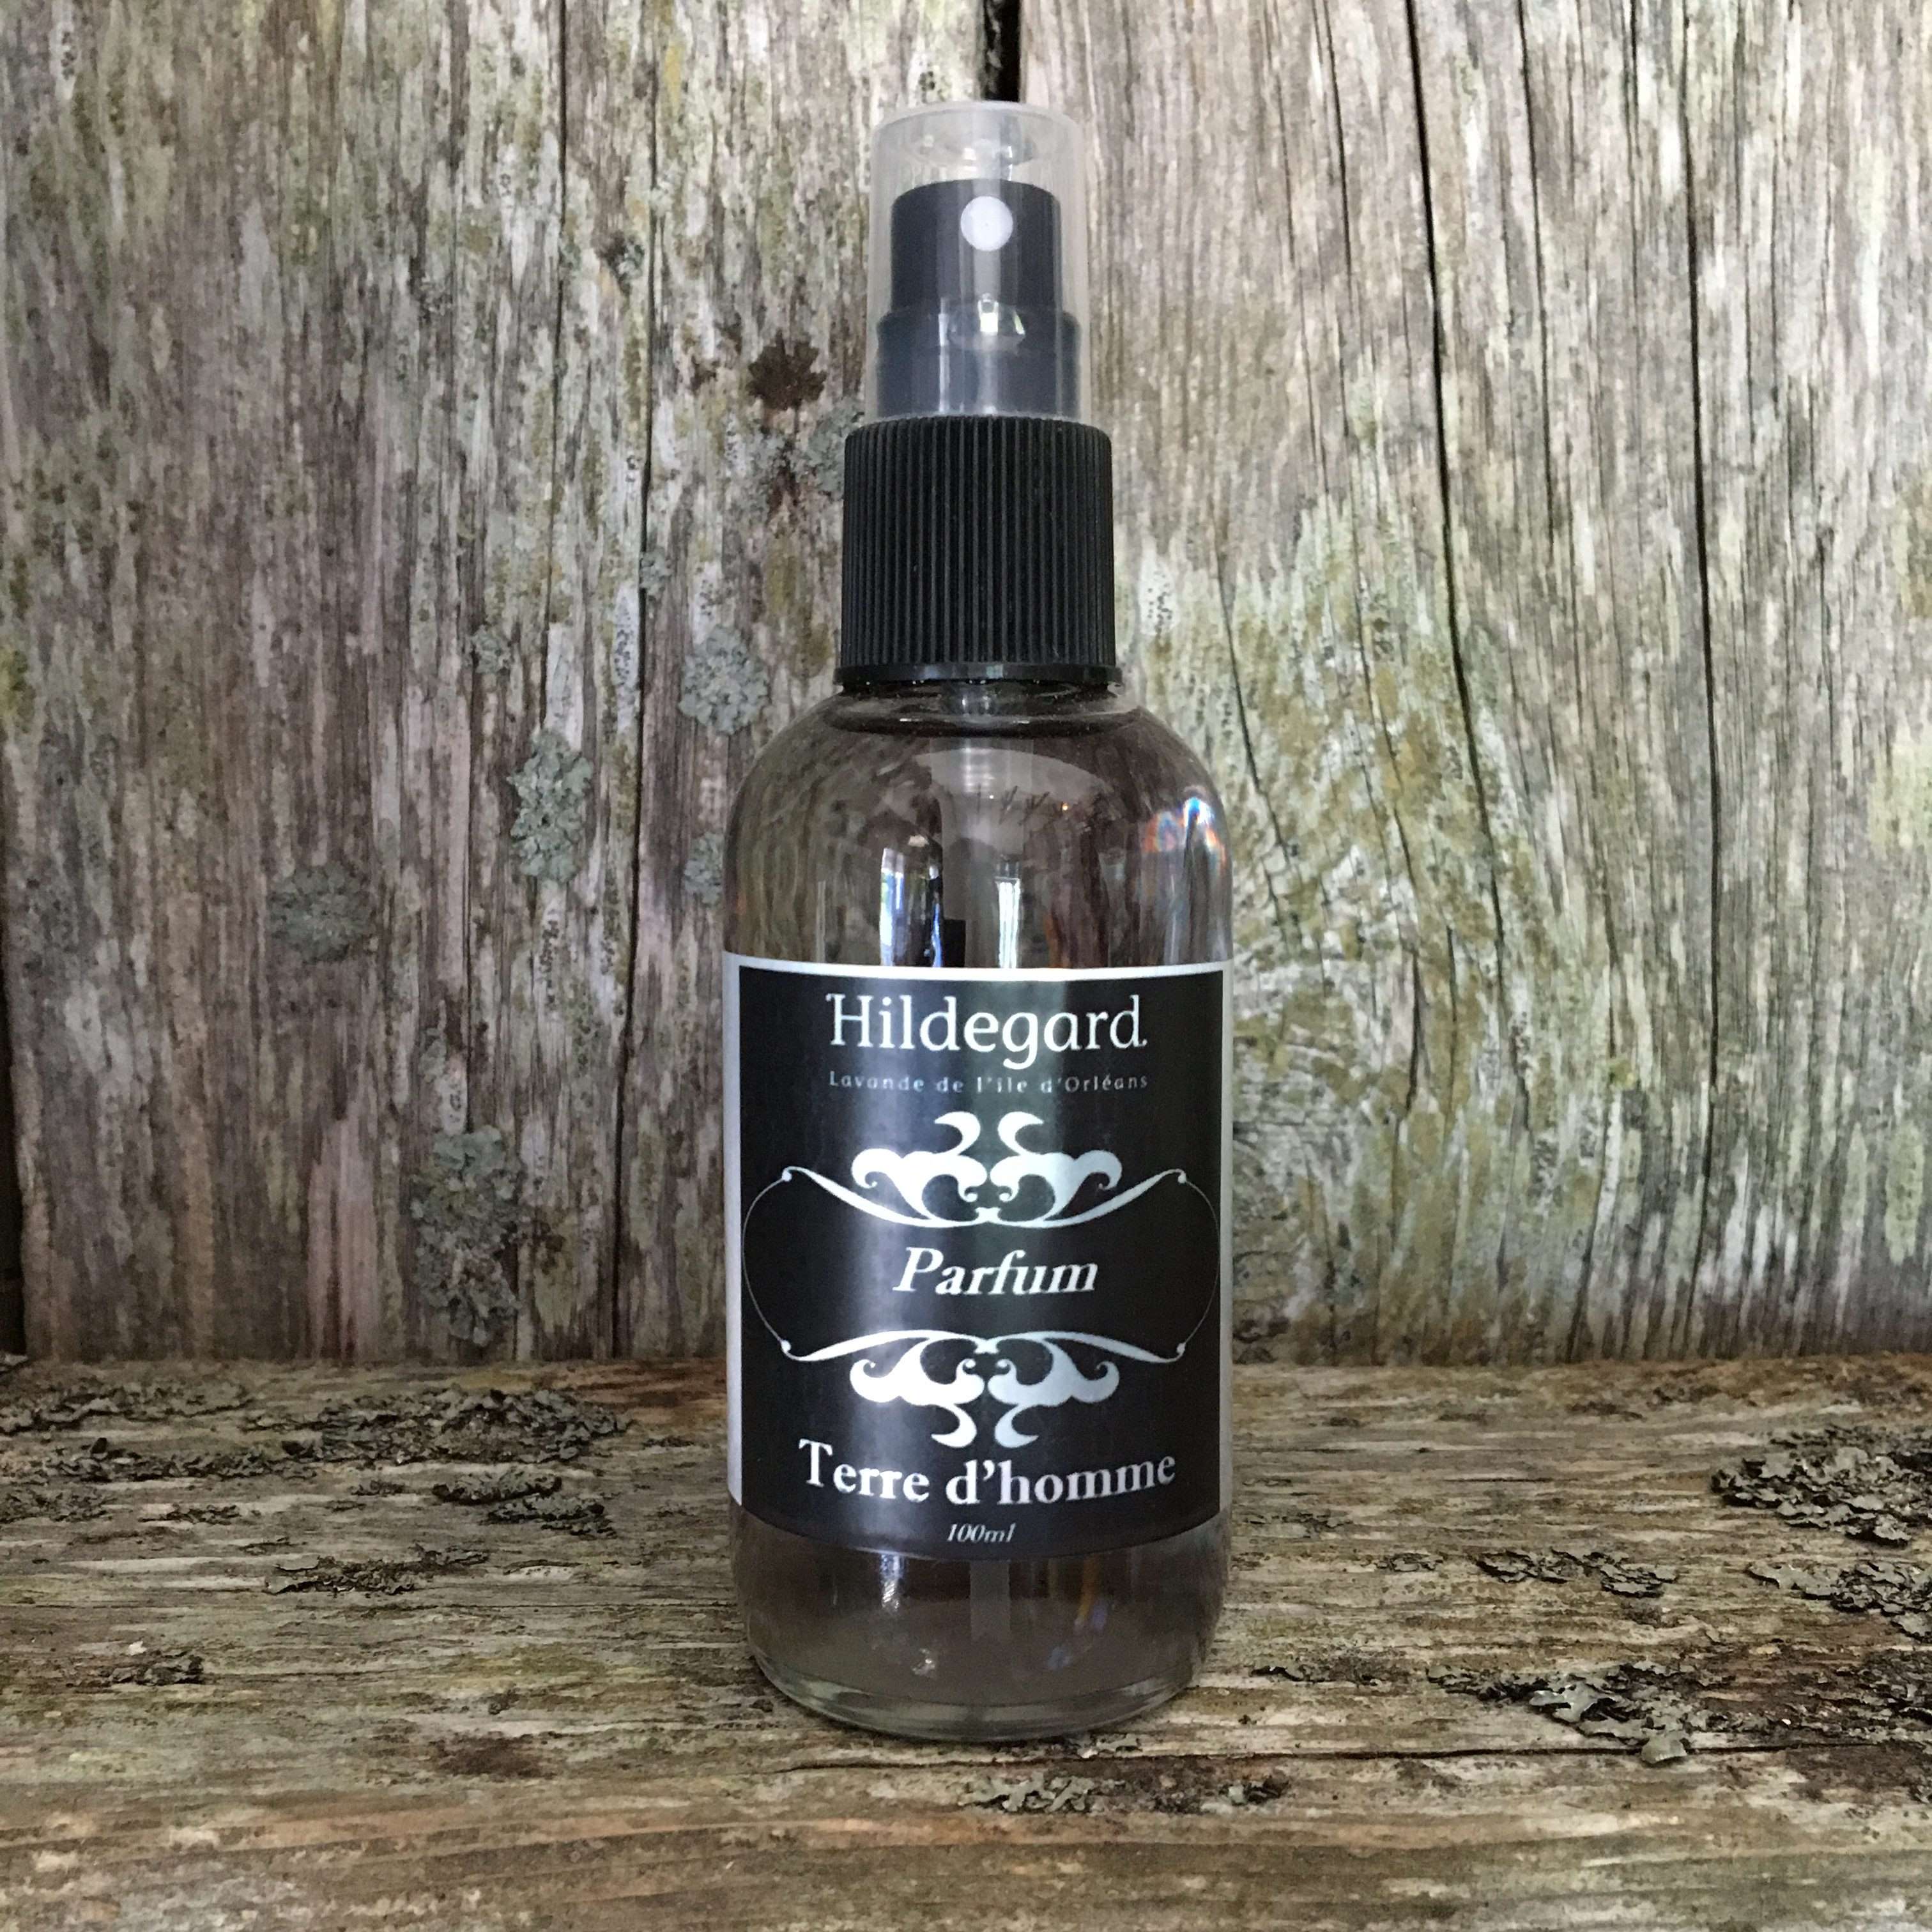 Hildegard
Lavande de l'île d'Orléans
Parfum
Terre d'homme
100ml